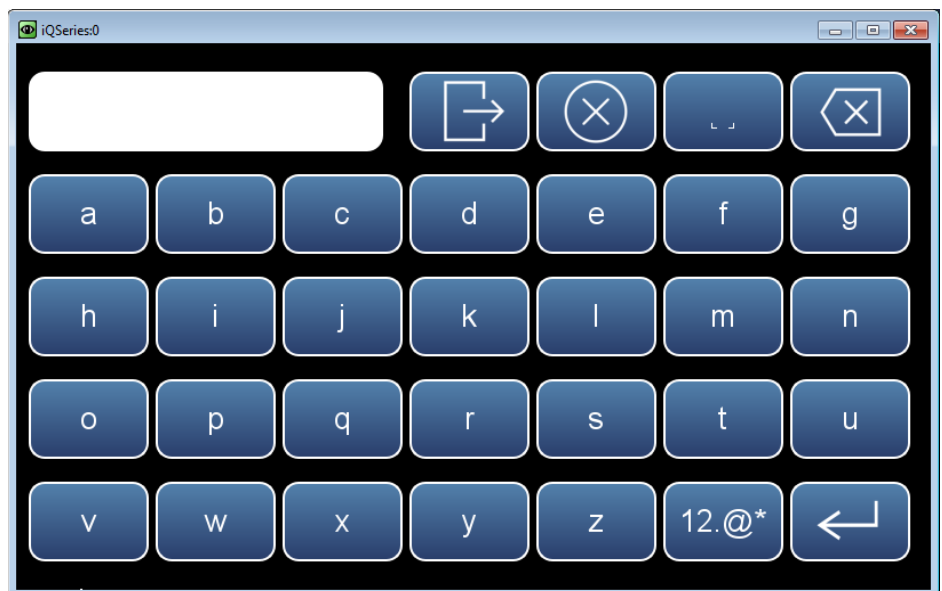 iQSeries:0
a b c d e f g
h i j k l m n
o p q r s t u
v w x y z 12.@*